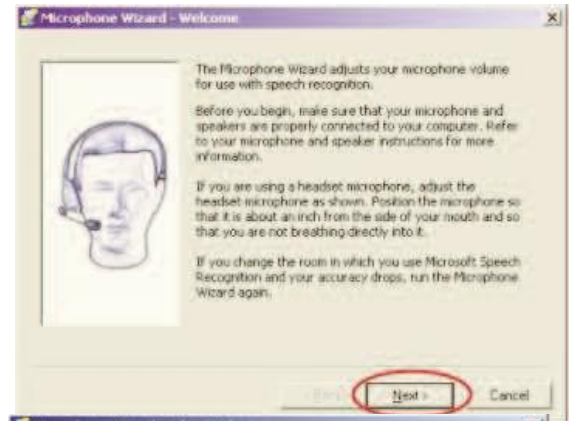 Microphone Wizard - Welcome
The Microphone Wizard adjusts your microphone volume
for use with speech recognition.
Before you begin, make sure that your microphone and
speakers are properly connected to your computer. Refer
to your microphone and speaker instructions for more
information.
If you are using a headset microphone, adjust the
headset microphone as shown. Position the microphone so
that it is about an inch from the side of your mouth and so
that you are not breathing directly into it.
If you change the room in which you use Microsoft Speech
Recognition and your accuracy drops, run the Microphone
Wizard again.
Next > Cancel